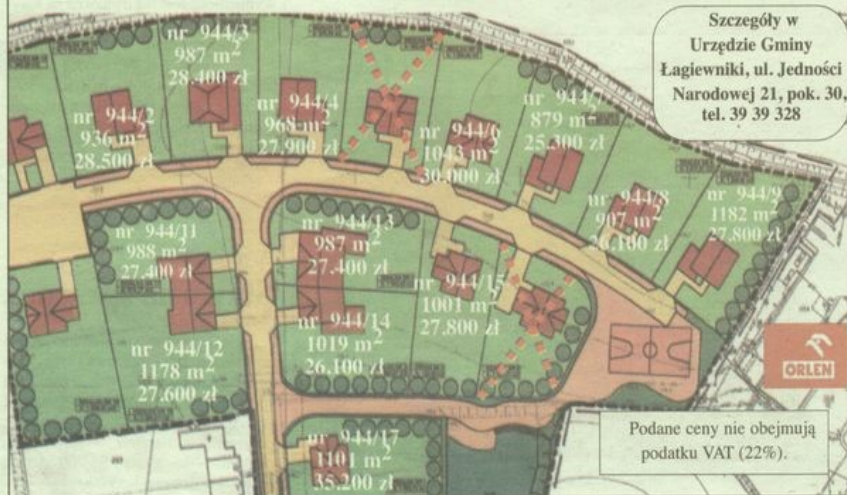 Szczegóły w
Urzędzie Gminy
Łagiewniki, ul. Jedności
Narodowej 21, pok. 30,
tel. 39 39 328
nr 944/2
936 m²
28.500 zł
nr 944/3
987 m²
28.400 zł
nr 944/4
968 m²
27.900 zł
nr 944/6
1043 m²
30.000 zł
nr
879 m²
25.300 zł
nr 944/8
907 m²
26.100 zł
nr 944/9
1182 m²
27.800 zł
nr 944/11
988 m²
27.400 zł
nr 944/13
987 m²
27.400 zł
nr 944/15
1001 m²
27.800 zł
nr 944/12
1178 m²
27.600 zł
nr 944/14
1019 m²
26.100 zł
nr 944/17
1101 m²
35.200 zł
ORLEN
Podane ceny nie obejmują
podatku VAT (22%).